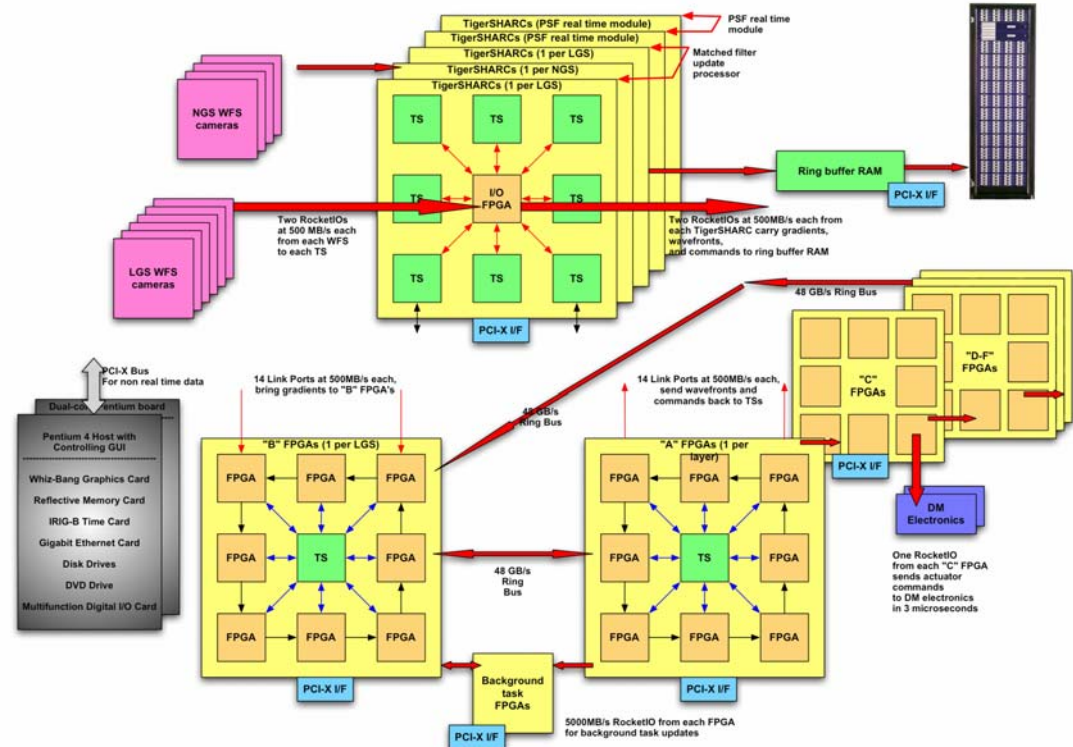 TigerSHARCs (PSF real time module)
TigerSHARCs (PSF real time module)
TigerSHARCs (1 per LGS)
TigerSHARCs (1 per NGS)
TigerSHARCs (1 per LGS)
PSF real time
module
Matched filter
update
processor
NGS WFS
cameras
TS
TS
TS
TS
I/O
FPGA
TS
TS
TS
TS
PCI-X I/F
Ring buffer RAM
PCI-X I/F
LGS WFS
cameras
Two RocketIOs
at 500 MB/s each
from each WFS
to each TS
Two RocketIOs at 500MB/s each from
each TigerSHARC carry gradients,
wavefronts,
and commands to ring buffer RAM
48 GB/s Ring Bus
"D-F"
FPGAs
"C"
FPGAs
PCI-X I/F
PCI-X Bus
For non real time data
14 Link Ports at 500MB/s each,
bring gradients to "B" FPGA's
14 Link Ports at 500MB/s each,
send wavefronts and
commands back to TSs
48 GB/s
Ring Bus
Pentium 4 Host with
Controlling GUI
Whiz-Bang Graphics Card
Reflective Memory Card
IRIG-B Time Card
Gigabit Ethernet Card
Disk Drives
DVD Drive
Multifunction Digital I/O Card
"B" FPGAs (1 per LGS)
FPGA
FPGA
FPGA
FPGA
TS
FPGA
FPGA
FPGA
FPGA
PCI-X I/F
48 GB/s
Ring
Bus
"A" FPGAs (1 per
layer)
FPGA
FPGA
FPGA
FPGA
TS
FPGA
FPGA
FPGA
FPGA
PCI-X I/F
DM
Electronics
One RocketIO
from each "C" FPGA
sends actuator
commands
to DM electronics
in 3 microseconds
Background
task
FPGAs
PCI-X I/F
5000MB/s RocketIO from each FPGA
for background task updates